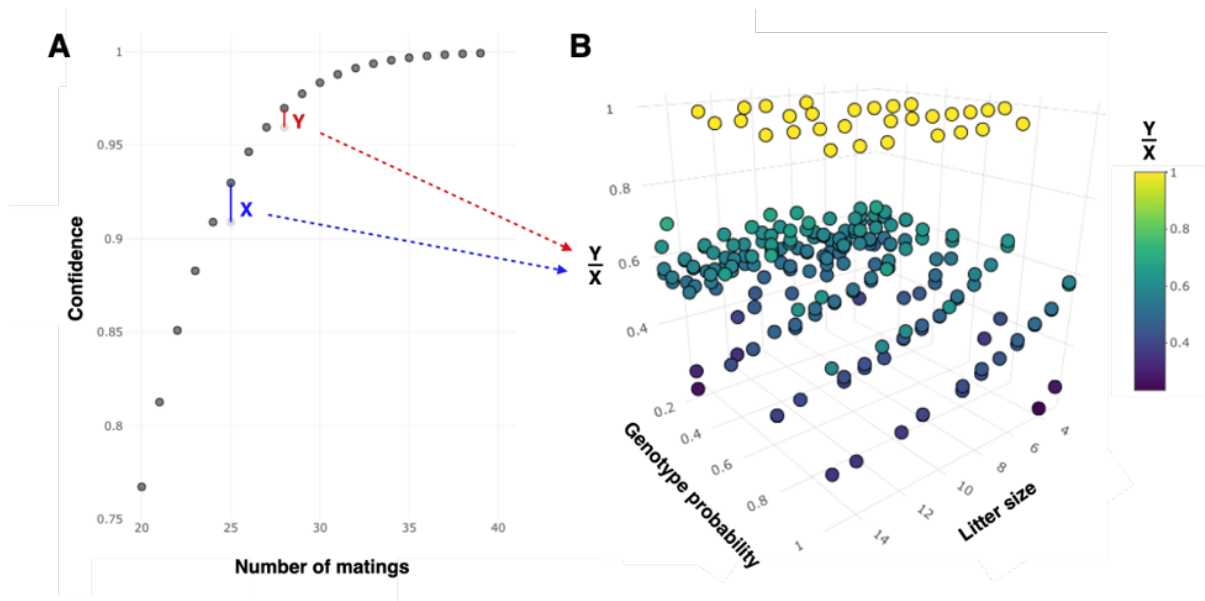 A
B
1
0.95
0.9
0.85
0.8
0.75
20
25
30
35
40
Confidence
Number of matings
Y
X
Y
X
1
0.8
0.6
0.4
0.2
0.4
0.6
0.8
1
Genotype probability
14
12
10
8
6
4
Litter size
Y
X
1
0.8
0.6
0.4